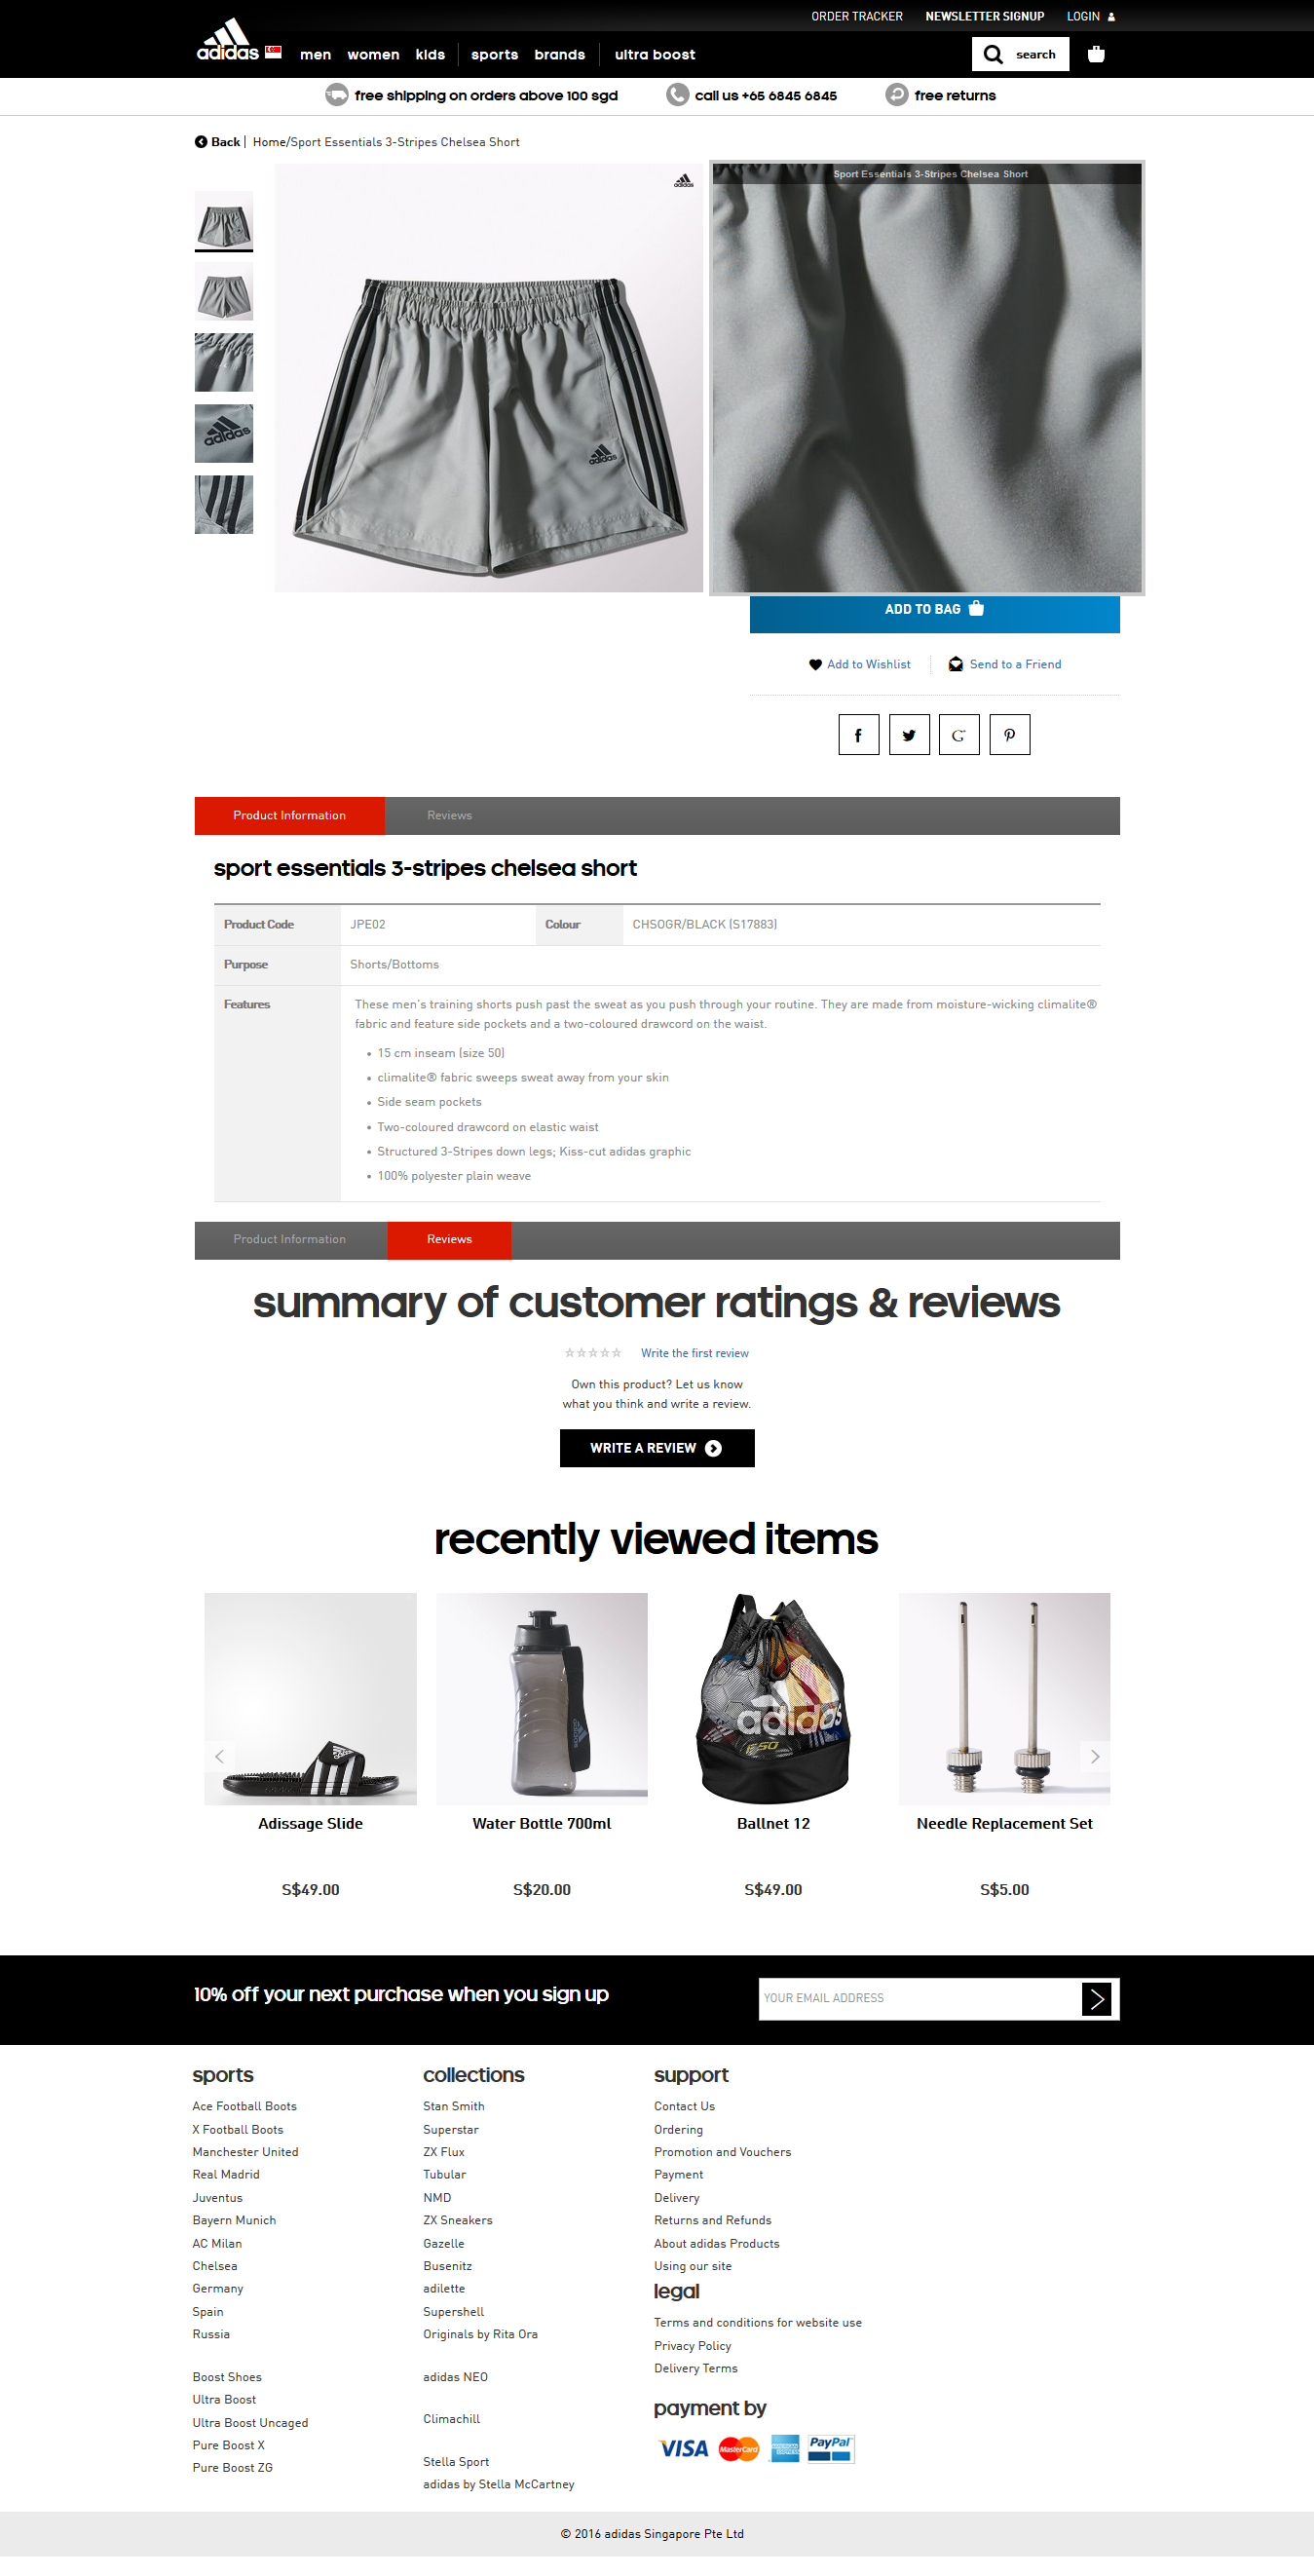 ORDER TRACKER NEWSLETTER SIGNUP LOGIN
adidas men women kids sports brands ultra boost search
free shipping on orders above 100 sgd call us +65 6845 6845 free returns
Back | Home/Sport Essentials 3-Stripes Chelsea Short
adidas
Sport Essentials 3-Stripes Chelsea Short
adidas
adidas
ADD TO BAG
Add to Wishlist Send to a Friend
Product Information Reviews
sport essentials 3-stripes chelsea short
Product Code JPE02 Colour CHSOGR/BLACK (S17883)
Purpose Shorts/Bottoms
Features These men's training shorts push past the sweat as you push through your routine. They are made from moisture-wicking climalite®
fabric and feature side pockets and a two-coloured drawcord on the waist.
• 15 cm inseam (size 50)
• climalite® fabric sweeps sweat away from your skin
• Side seam pockets
• Two-coloured drawcord on elastic waist
• Structured 3-Stripes down legs; Kiss-cut adidas graphic
• 100% polyester plain weave
Product Information Reviews
summary of customer ratings & reviews
Write the first review
Own this product? Let us know
what you think and write a review.
WRITE A REVIEW
recently viewed items
adidas
F50
Adissage Slide Water Bottle 700ml Ballnet 12 Needle Replacement Set
S$49.00 S$20.00 S$49.00 S$5.00
10% off your next purchase when you sign up YOUR EMAIL ADDRESS
sports
Ace Football Boots
X Football Boots
Manchester United
Real Madrid
Juventus
Bayern Munich
AC Milan
Chelsea
Germany
Spain
Russia
Boost Shoes
Ultra Boost
Ultra Boost Uncaged
Pure Boost X
Pure Boost ZG
collections
Stan Smith
Superstar
ZX Flux
Tubular
NMD
ZX Sneakers
Gazelle
Busenitz
adilette
Supershell
Originals by Rita Ora
adidas NEO
Climachill
Stella Sport
adidas by Stella McCartney
support
Contact Us
Ordering
Promotion and Vouchers
Payment
Delivery
Returns and Refunds
About adidas Products
Using our site
legal
Terms and conditions for website use
Privacy Policy
Delivery Terms
payment by
VISA MasterCard AMERICAN EXPRESS PayPal
© 2016 adidas Singapore Pte Ltd